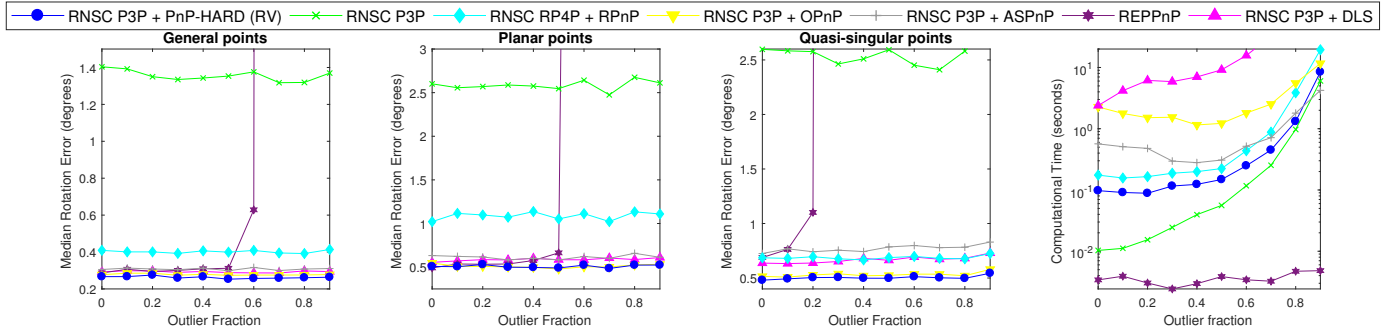 RNSC P3P + PnP-HARD (RV) RNSC P3P RNSC RP4P + RPnP RNSC P3P + OPnP RNSC P3P + ASPnP REPPnP RNSC P3P + DLS
General points
Median Rotation Error (degrees)
1.4
1.2
1
0.8
0.6
0.4
0.2
0 0.2 0.4 0.6 0.8
Outlier Fraction
Planar points
Median Rotation Error (degrees)
3
2.5
2
1.5
1
0.5
0 0.2 0.4 0.6 0.8
Outlier Fraction
Quasi-singular points
Median Rotation Error (degrees)
2.5
2
1.5
1
0.5
0 0.2 0.4 0.6 0.8
Outlier Fraction
Computational Time (seconds)
10^1
10^0
10^-1
10^-2
0 0.2 0.4 0.6 0.8
Outlier fraction